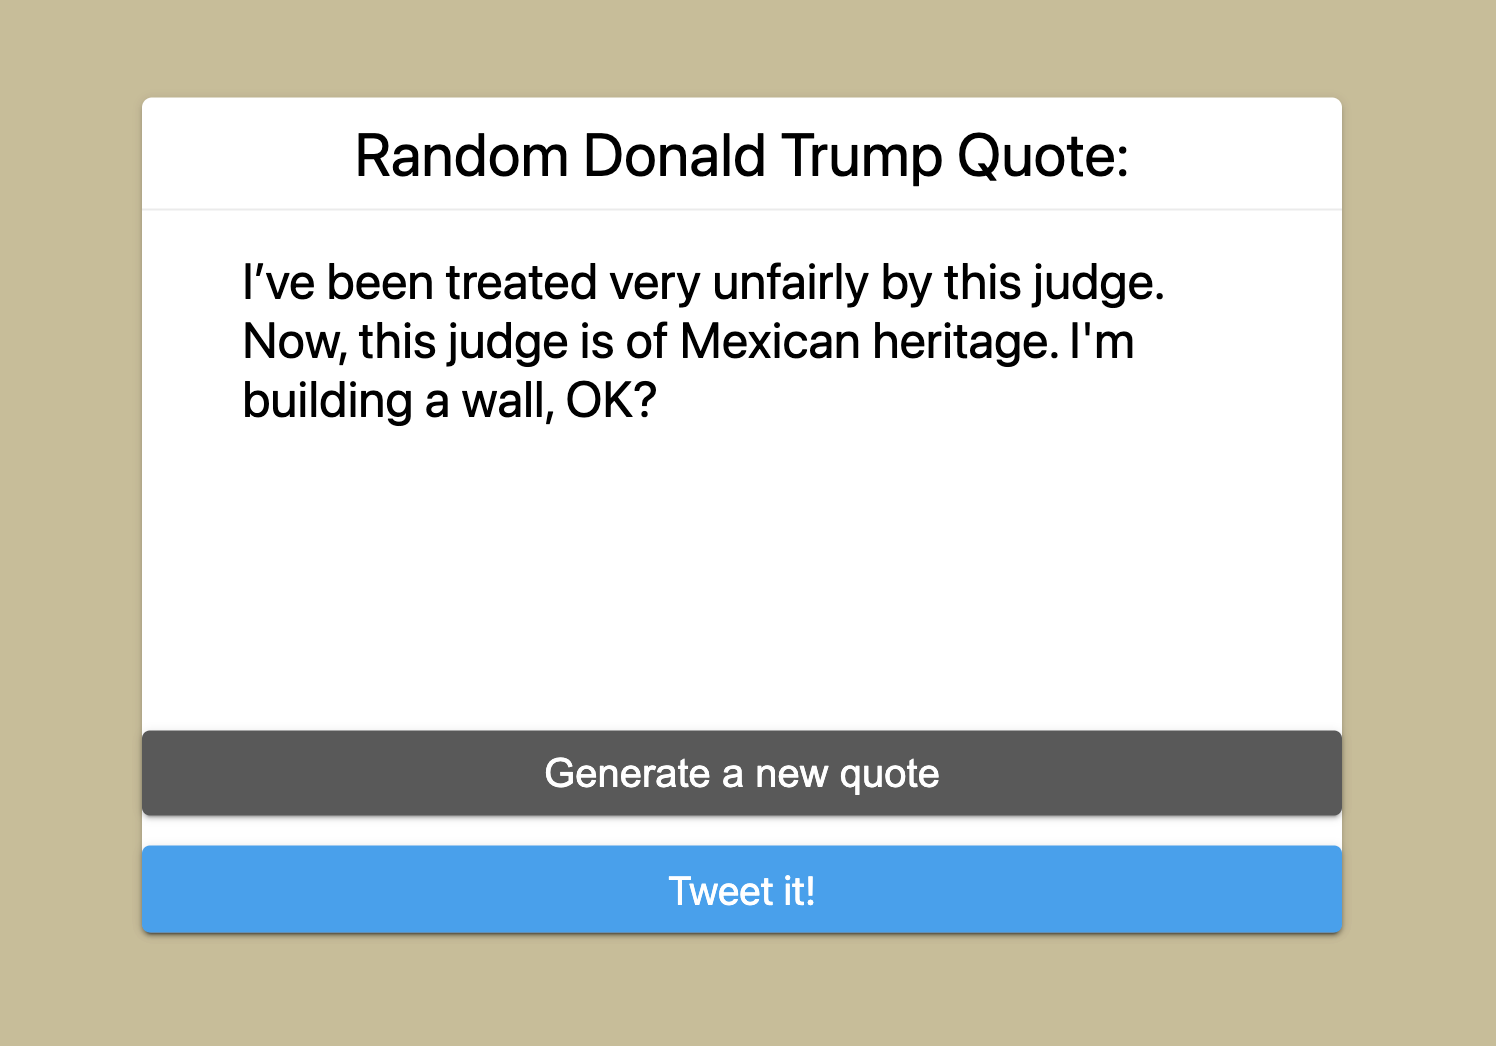 Random Donald Trump Quote:
I’ve been treated very unfairly by this judge.
Now, this judge is of Mexican heritage. I'm
building a wall, OK?
Generate a new quote
Tweet it!